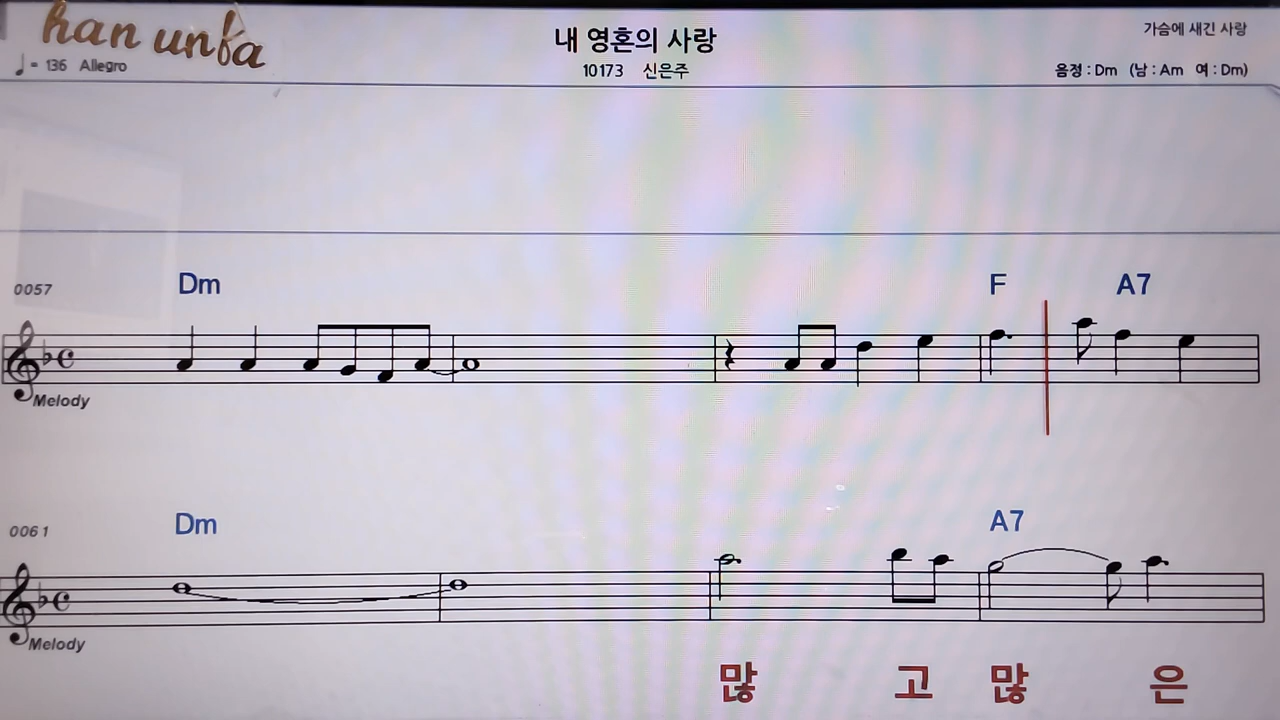 han unba
♩= 136 Allegro
내 영혼의 사랑
10173 신은주
가슴에 새긴 사랑
음정 : Dm (남 : Am 여 : Dm)
0057 Dm F A7
Melody
0061 Dm A7
Melody
많 고 많 은